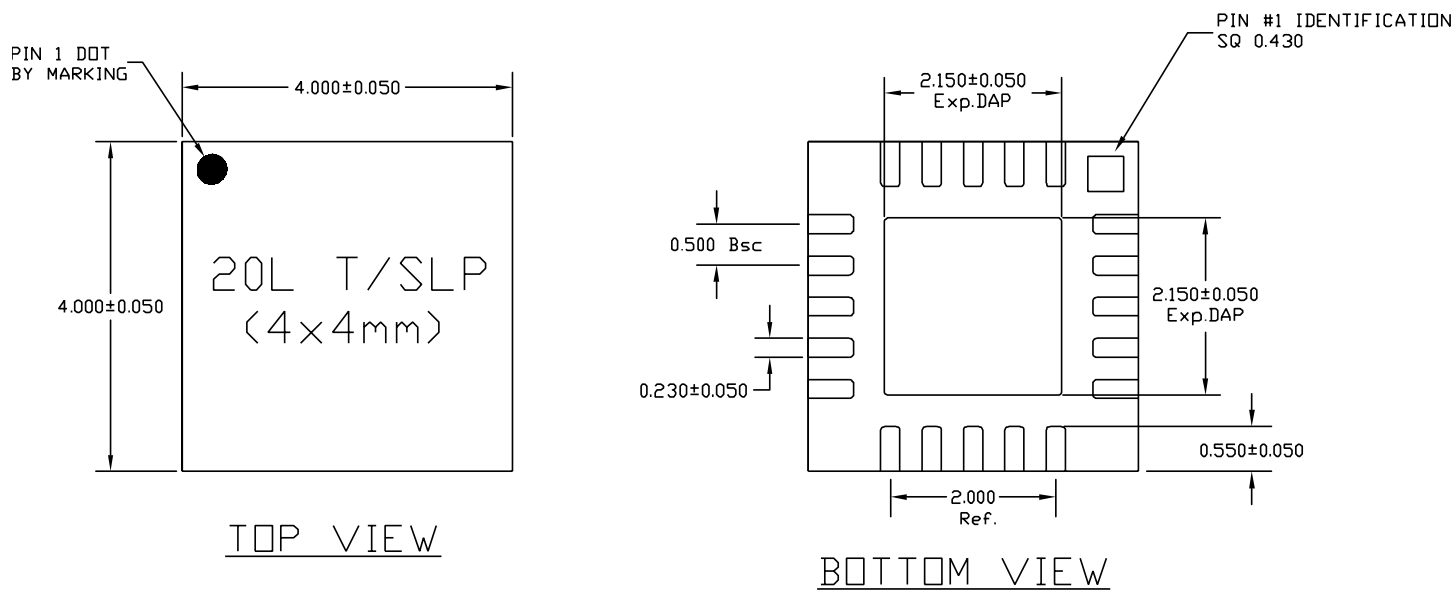 PIN 1 DOT
BY MARKING
4.000±0.050
4.000±0.050
20L T/SLP
(4x4mm)
TOP VIEW
PIN #1 IDENTIFICATION
SQ 0.430
2.150±0.050
Exp.DAP
0.500 Bsc
0.230±0.050
2.150±0.050
Exp.DAP
0.550±0.050
2.000
Ref.
BOTTOM VIEW